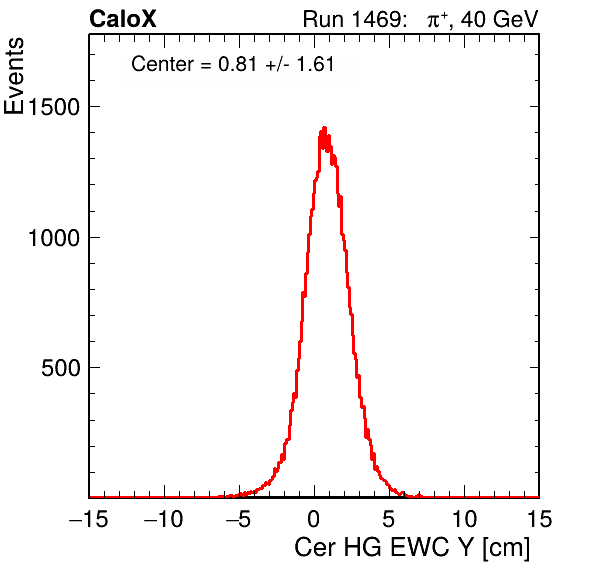 CaloX
Run 1469: π⁺, 40 GeV
Events
Center = 0.81 +/- 1.61
1500
1000
500
−15 −10 −5 0 5 10 15
Cer HG EWC Y [cm]